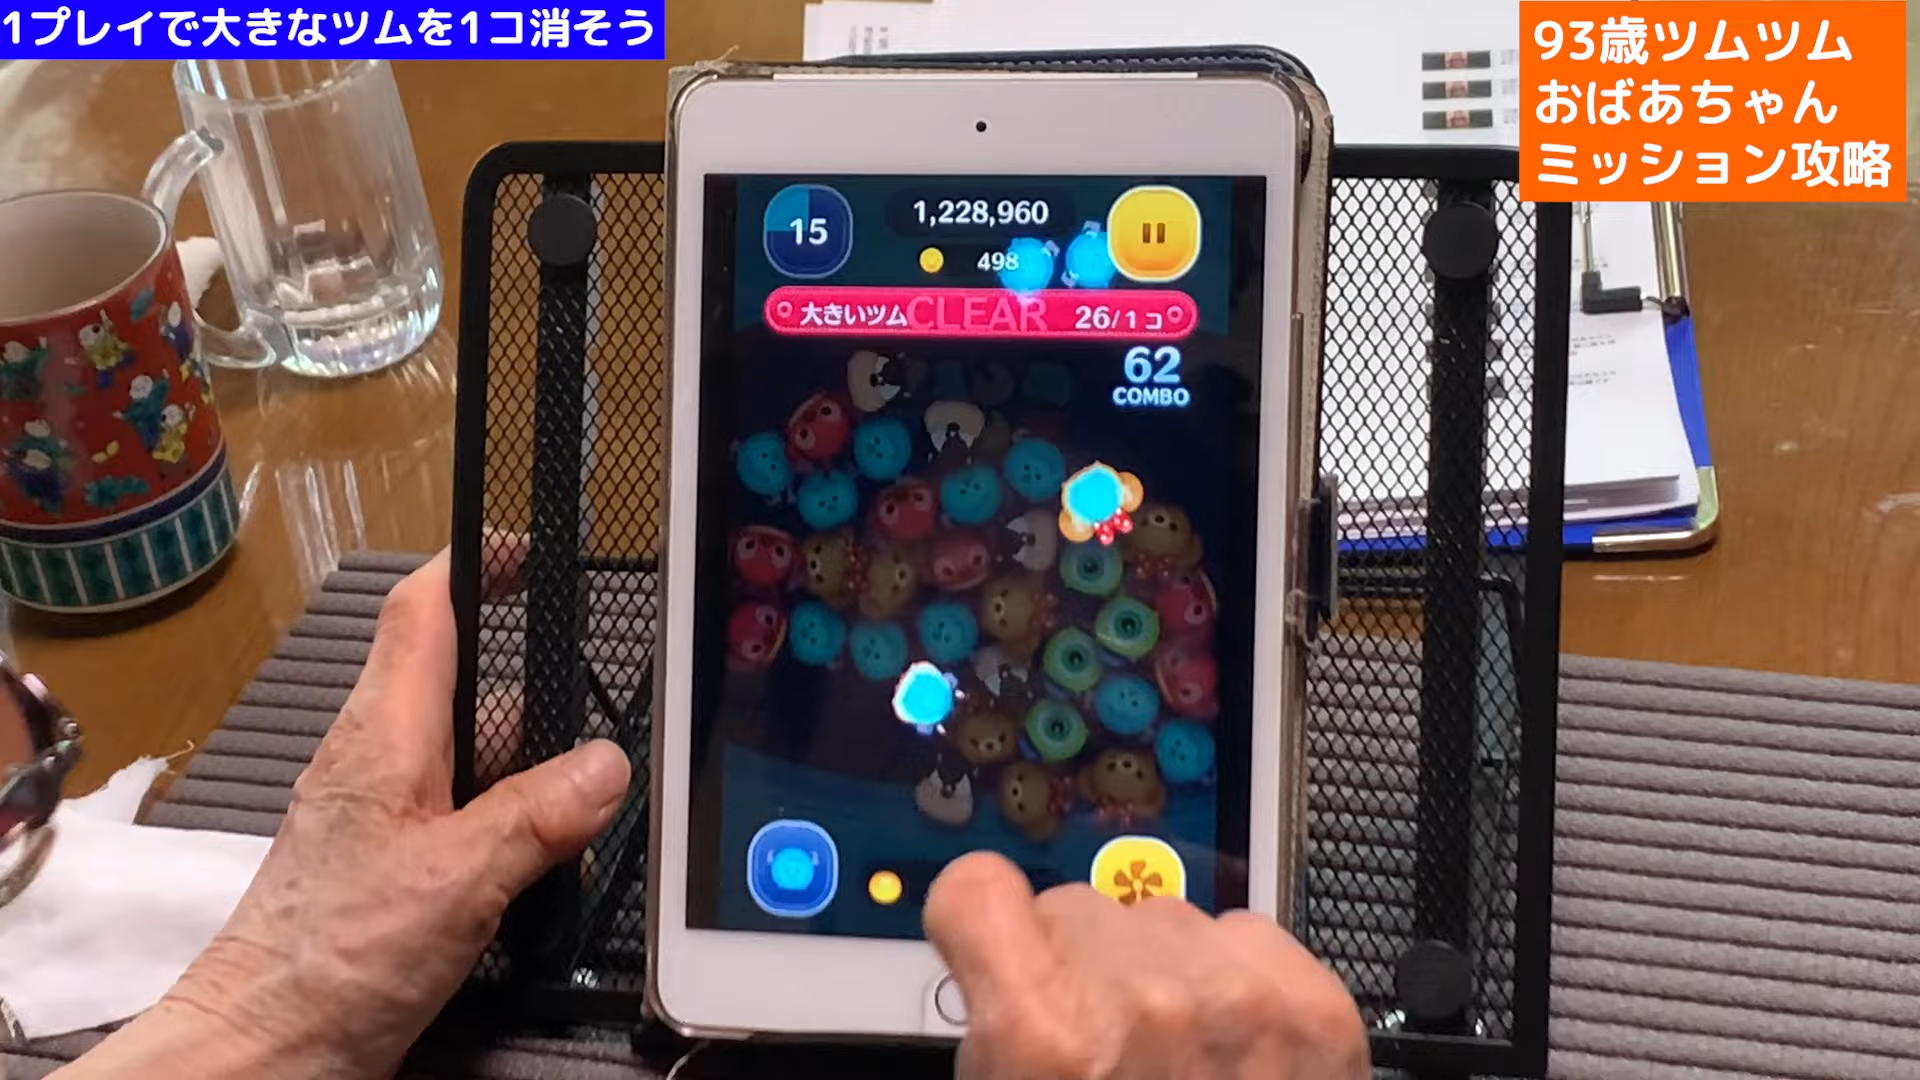 1プレイで大きなツムを1コ消そう
93歳ツムツム
おばあちゃん
ミッション攻略
15
1,228,960
498
大きいツム CLEAR 26/1コ
62
COMBO